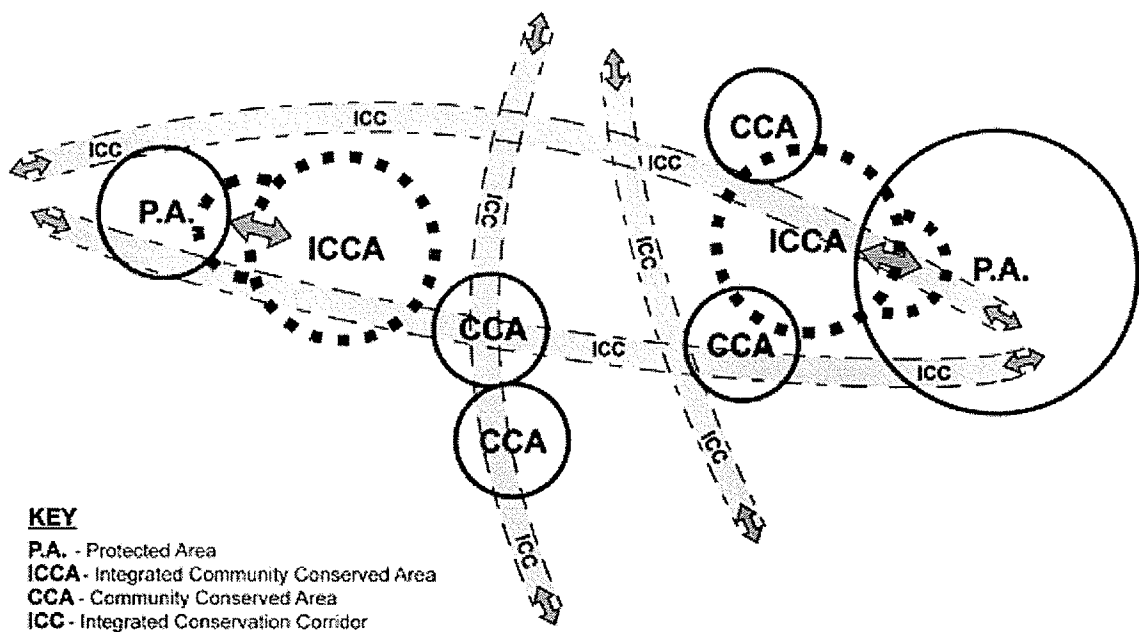 ICC
ICC
CCA
ICC
ICC
P.A.
ICC
ICCA
ICCA
ICC
P.A.
CCA
ICC
CCA
ICC
CCA
ICC
ICC
KEY
P.A. - Protected Area
ICCA - Integrated Community Conserved Area
CCA - Community Conserved Area
ICC - Integrated Conservation Corridor